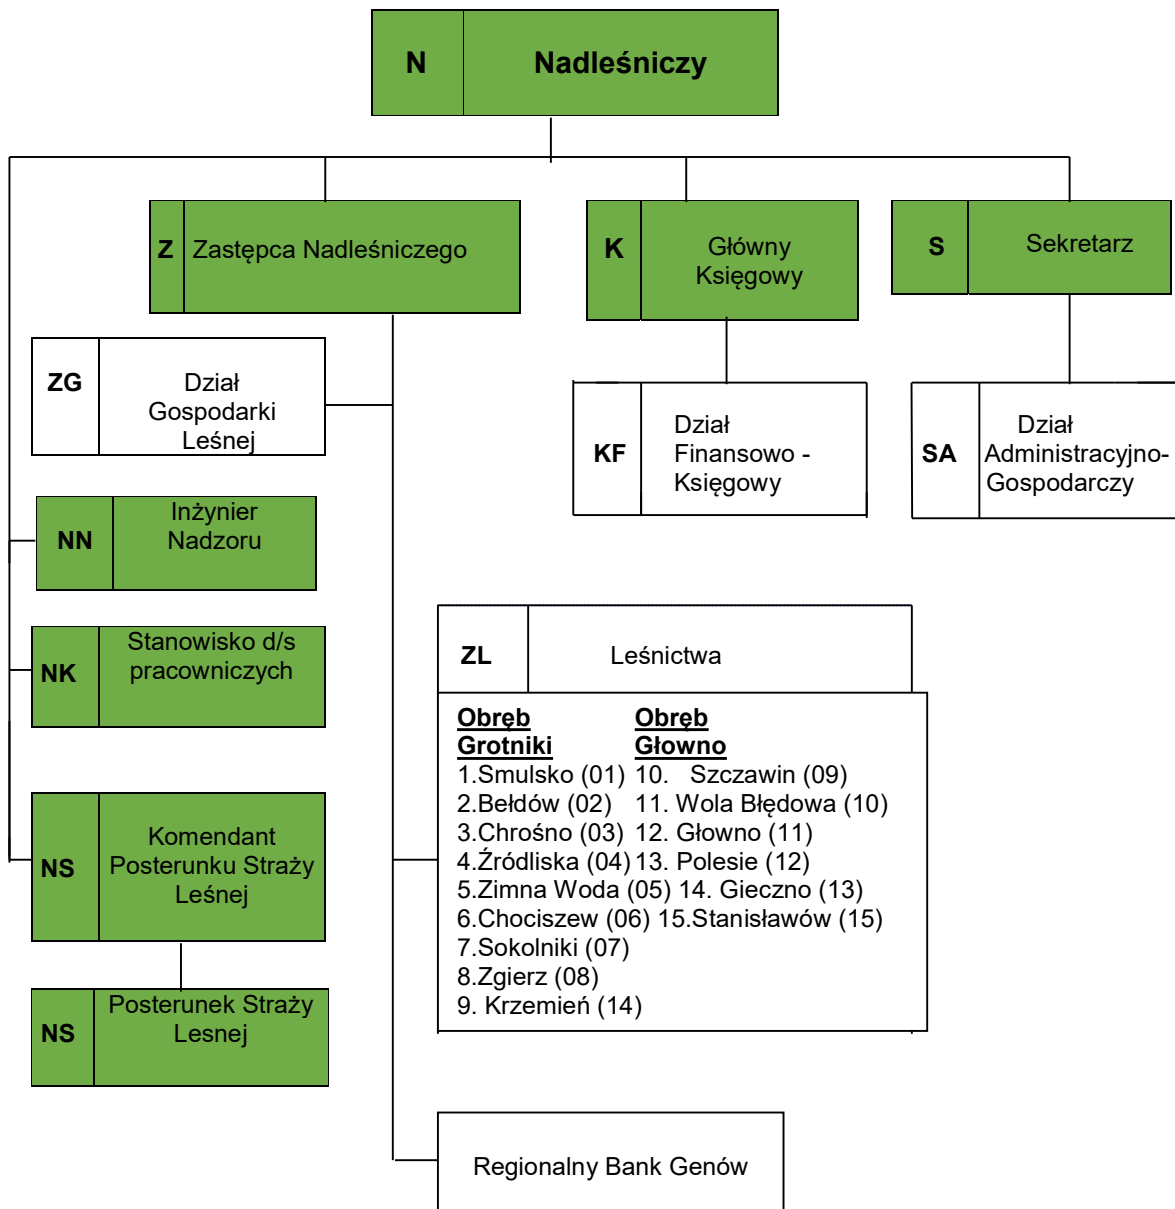 N Nadleśniczy
Z Zastępca Nadleśniczego
K Główny
Księgowy
S Sekretarz
ZG Dział
Gospodarki
Leśnej
KF Dział
Finansowo -
Księgowy
SA Dział
Administracyjno-
Gospodarczy
NN Inżynier
Nadzoru
NK Stanowisko d/s
pracowniczych
NS Komendant
Posterunku Straży
Leśnej
NS Posterunek Straży
Lesnej
ZL Leśnictwa
Obręb Obręb
Grotniki Głowno
1.Smulsko (01) 10. Szczawin (09)
2.Bełdów (02) 11. Wola Błędowa (10)
3.Chrośno (03) 12. Głowno (11)
4.Źródliska (04) 13. Polesie (12)
5.Zimna Woda (05) 14. Gieczno (13)
6.Chociszew (06) 15.Stanisławów (15)
7.Sokolniki (07)
8.Zgierz (08)
9. Krzemień (14)
Regionalny Bank Genów